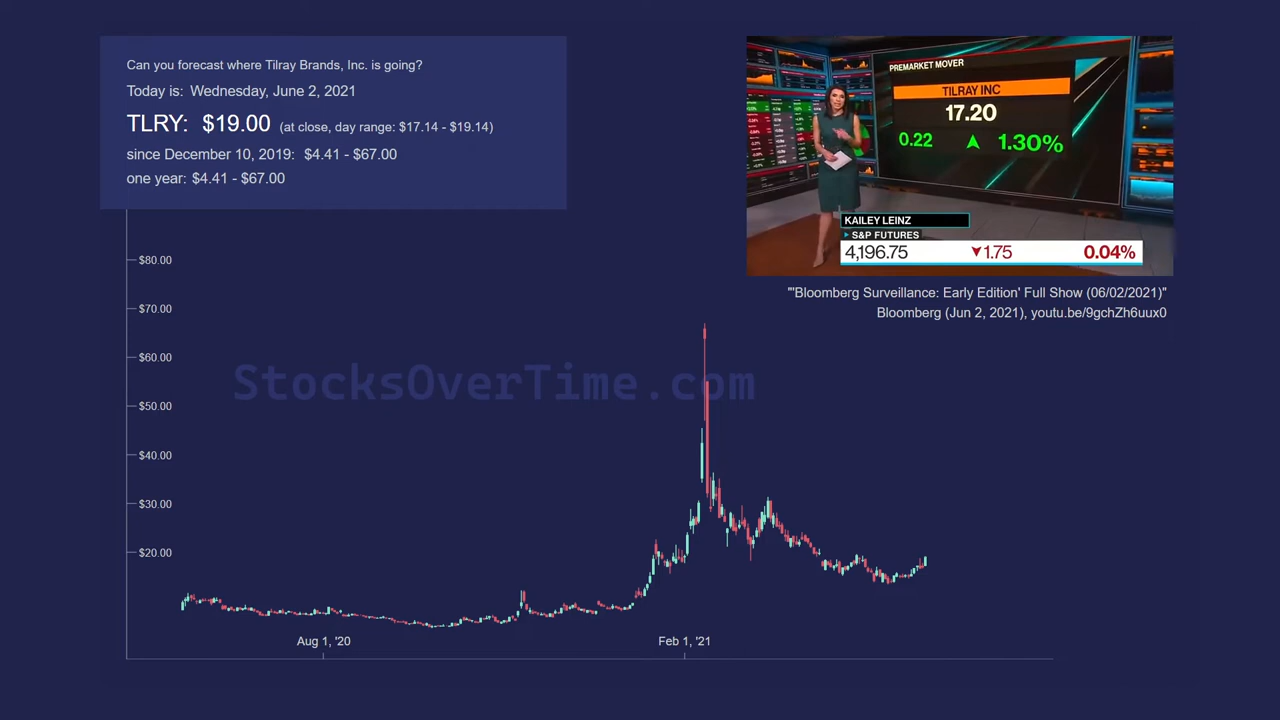 Can you forecast where Tilray Brands, Inc. is going?
Today is: Wednesday, June 2, 2021
TLRY: $19.00 (at close, day range: $17.14 - $19.14)
since December 10, 2019: $4.41 - $67.00
one year: $4.41 - $67.00
PREMARKET MOVER
TILRAY INC
17.20
0.22 ▲ 1.30%
KAILEY LEINZ
S&P FUTURES
4,196.75 ▼1.75 0.04%
"'Bloomberg Surveillance: Early Edition' Full Show (06/02/2021)"
Bloomberg (Jun 2, 2021), youtu.be/9gchZh6uux0
$80.00
$70.00
$60.00
StocksOverTime.com
$50.00
$40.00
$30.00
$20.00
Aug 1, '20
Feb 1, '21